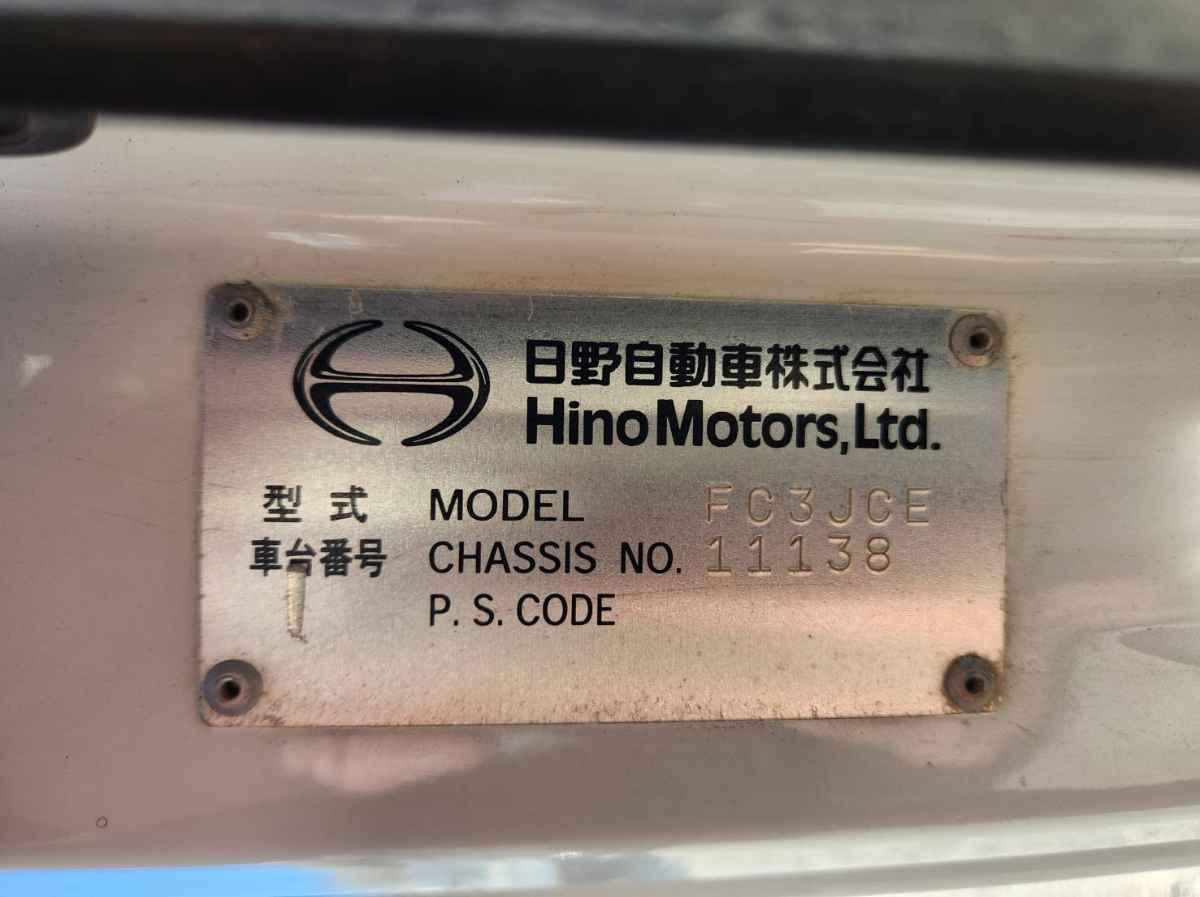 日野自動車株式会社
Hino Motors, Ltd.
型式 MODEL FC3JCE
車台番号 CHASSIS NO. 11138
P. S. CODE